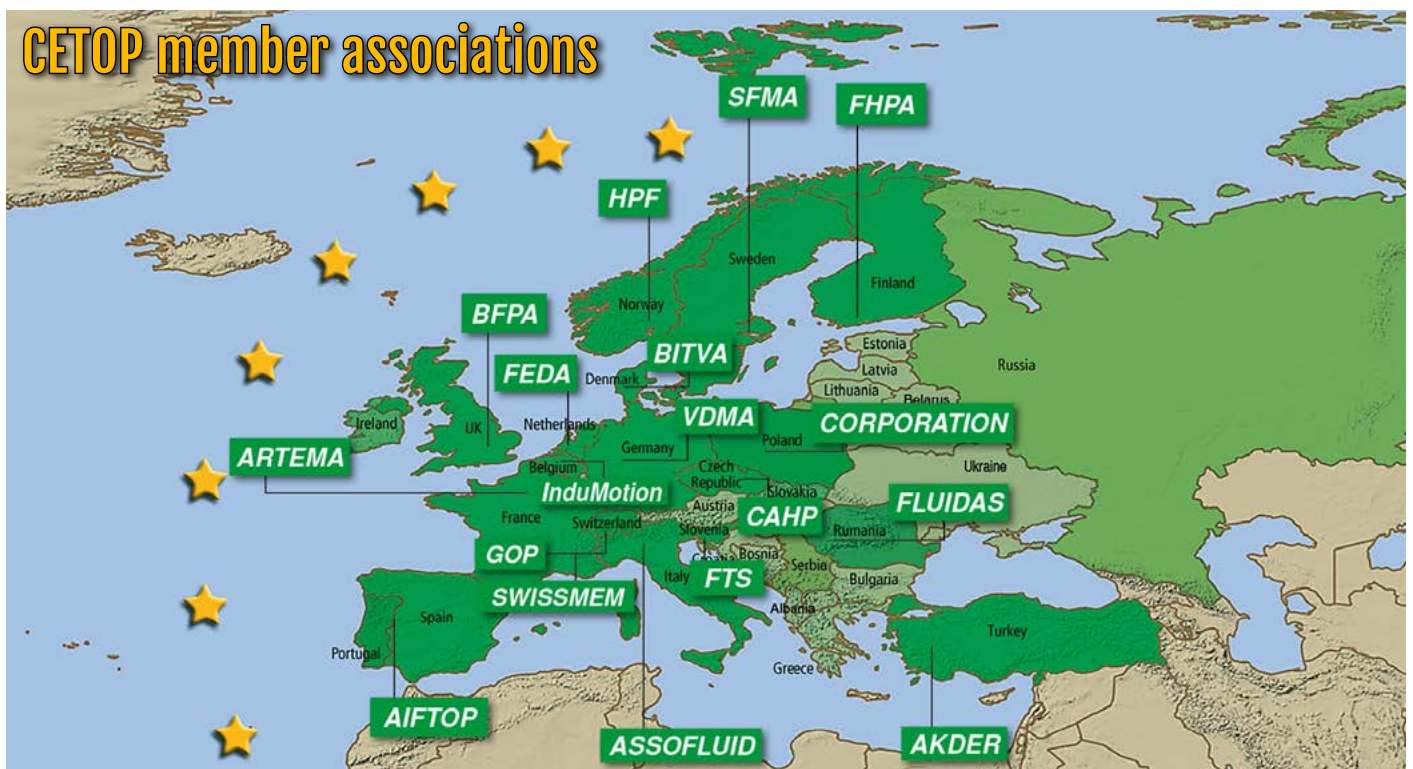 CETOP member associations
SFMA
FHPA
HPF
Sweden
Finland
Norway
BFPA
BITVA
Estonia
FEDA
Denmark
Latvia
Russia
Lithuania
Belarus
VDMA
CORPORATION
Ireland
UK
Netherlands
Germany
Poland
ARTEMA
Belgium
Czech
Republic
Ukraine
InduMotion
Slovakia
FLUIDAS
Austria
CAHP
France
Switzerland
Slovenia
Rumania
GOP
Bosnia
Croatia
Serbia
Italy
FTS
Bulgaria
SWISSMEM
Albania
Spain
Turkey
Portugal
Greece
AIFTOP
ASSOFLUID
AKDER